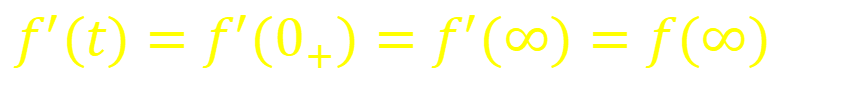 f′(t) = f′(0₊) = f′(∞) = f(∞)